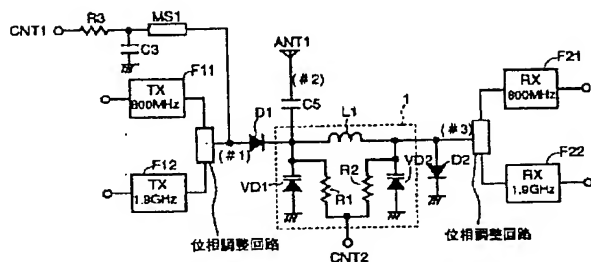 CNT1
R3
MS1
C3
ANT1
(#2)
F11
TX
800MHz
D1
C5
L1
1
F21
RX
800MHz
(#1)
(#3)
F12
TX
1.9GHz
VD1
R1
R2
VD2
D2
F22
RX
1.9GHz
位相調整回路
CNT2
位相調整回路